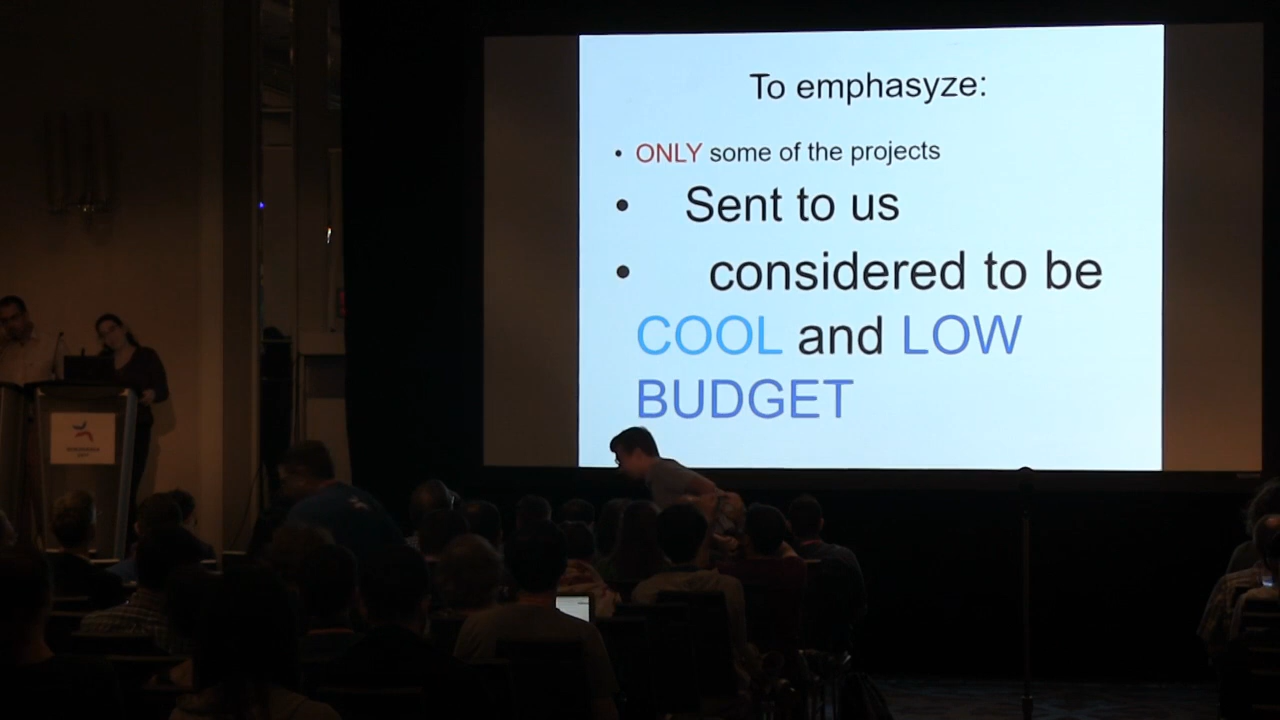 To emphasyze:
• ONLY some of the projects
• Sent to us
• considered to be
COOL and LOW
BUDGET